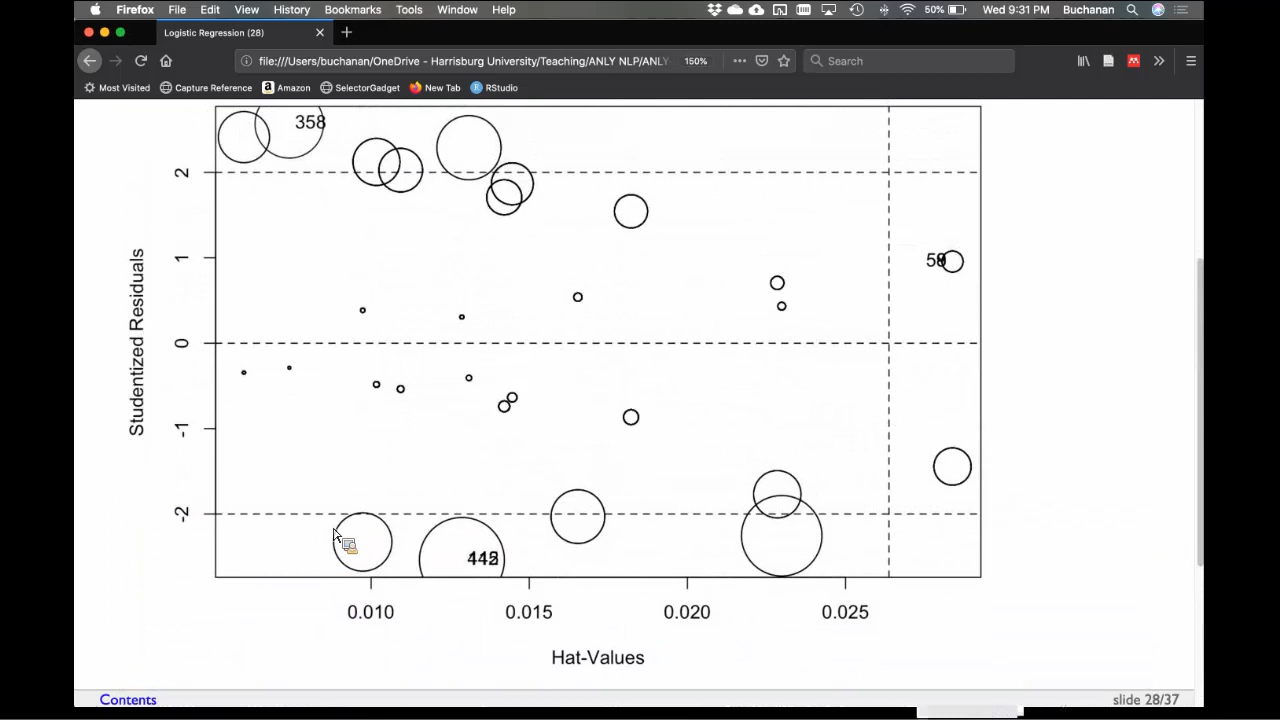 Firefox File Edit View History Bookmarks Tools Window Help 50% Wed 9:31 PM Buchanan
Logistic Regression (28)
file:///Users/buchanan/OneDrive - Harrisburg University/Teaching/ANLY NLP/ANLY 150% Search
Most Visited Capture Reference Amazon SelectorGadget New Tab RStudio
358
2
1
58
0
-1
-2
0.010 0.015 0.020 0.025
Studentized Residuals
Hat-Values
Contents slide 28/37